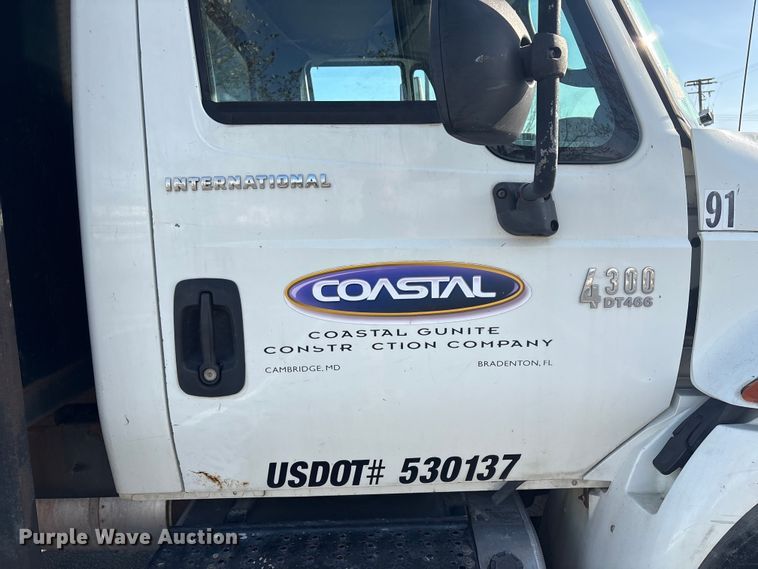 INTERNATIONAL
91
COASTAL
4300
DT466
COASTAL GUNITE
CONSTR CTION COMPANY
CAMBRIDGE, MD BRADENTON, FL
USDOT# 530137
Purple Wave Auction